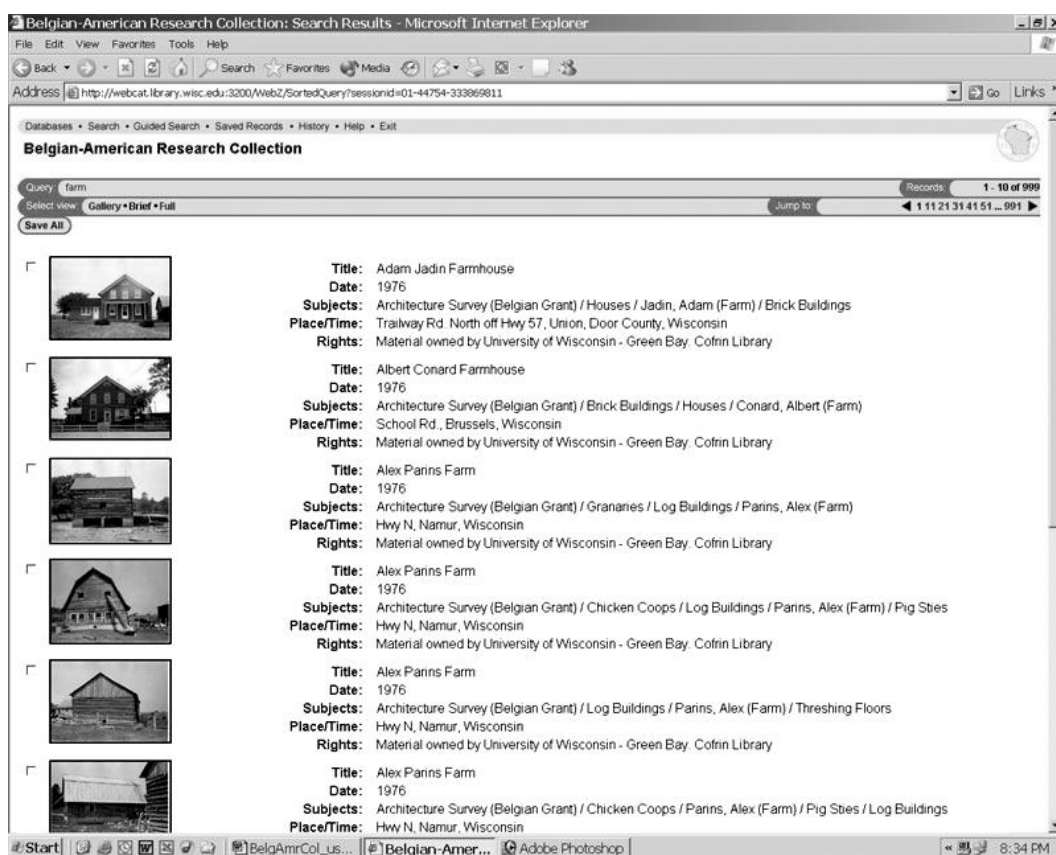 Belgian-American Research Collection: Search Results - Microsoft Internet Explorer
File Edit View Favorites Tools Help
Back Search Favorites Media
Address http://webcat.library.wisc.edu:3200/WebZ/SortedQuery?sessionid=01-44754-333869811 Go Links
Databases • Search • Guided Search • Saved Records • History • Help • Exit
Belgian-American Research Collection
Query: farm Records: 1 - 10 of 999
Select view: Gallery • Brief • Full Jump to: 1 11 21 31 41 51 ... 991
Save All
Title: Adam Jadin Farmhouse
Date: 1976
Subjects: Architecture Survey (Belgian Grant) / Houses / Jadin, Adam (Farm) / Brick Buildings
Place/Time: Trailway Rd. North off Hwy 57, Union, Door County, Wisconsin
Rights: Material owned by University of Wisconsin - Green Bay. Cofrin Library
Title: Albert Conard Farmhouse
Date: 1976
Subjects: Architecture Survey (Belgian Grant) / Brick Buildings / Houses / Conard, Albert (Farm)
Place/Time: School Rd., Brussels, Wisconsin
Rights: Material owned by University of Wisconsin - Green Bay. Cofrin Library
Title: Alex Parins Farm
Date: 1976
Subjects: Architecture Survey (Belgian Grant) / Granaries / Log Buildings / Parins, Alex (Farm)
Place/Time: Hwy N, Namur, Wisconsin
Rights: Material owned by University of Wisconsin - Green Bay. Cofrin Library
Title: Alex Parins Farm
Date: 1976
Subjects: Architecture Survey (Belgian Grant) / Chicken Coops / Log Buildings / Parins, Alex (Farm) / Pig Sties
Place/Time: Hwy N, Namur, Wisconsin
Rights: Material owned by University of Wisconsin - Green Bay. Cofrin Library
Title: Alex Parins Farm
Date: 1976
Subjects: Architecture Survey (Belgian Grant) / Log Buildings / Parins, Alex (Farm) / Threshing Floors
Place/Time: Hwy N, Namur, Wisconsin
Rights: Material owned by University of Wisconsin - Green Bay. Cofrin Library
Title: Alex Parins Farm
Date: 1976
Subjects: Architecture Survey (Belgian Grant) / Chicken Coops / Parins, Alex (Farm) / Pig Sties / Log Buildings
Place/Time: Hwy N, Namur, Wisconsin
Start BelgAmrCol_us... Belgian-Amer... Adobe Photoshop 8:34 PM